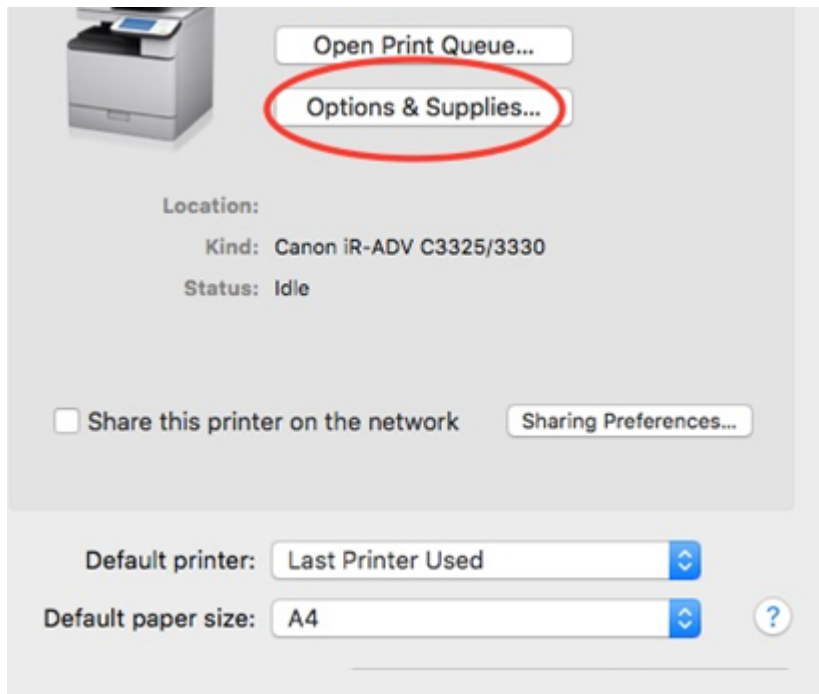 Open Print Queue...
Options & Supplies...
Location:
Kind: Canon iR-ADV C3325/3330
Status: Idle
Share this printer on the network Sharing Preferences...
Default printer: Last Printer Used
Default paper size: A4 ?